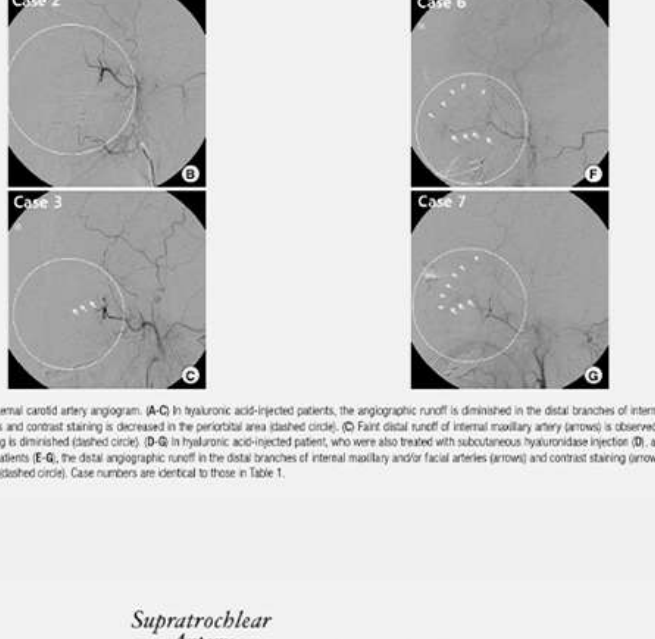 Case 2
B
Case 3
C
Case 6
F
Case 7
G
ernal carotid artery angiogram. (A-C) In hyaluronic acid-injected patients, the angiographic runoff is diminished in the distal branches of intern
s and contrast staining is decreased in the periorbital area (dashed circle). (C) Faint distal runoff of internal maxillary artery (arrows) is observed
g is diminished (dashed circle). (D-G) In hyaluronic acid-injected patient, who were also treated with subcutaneous hyaluronidase injection (D), a
atients (E-G), the distal angiographic runoff in the distal branches of internal maxillary and/or facial arteries (arrows) and contrast staining (arrow
(dashed circle). Case numbers are identical to those in Table 1.
Supratrochlear